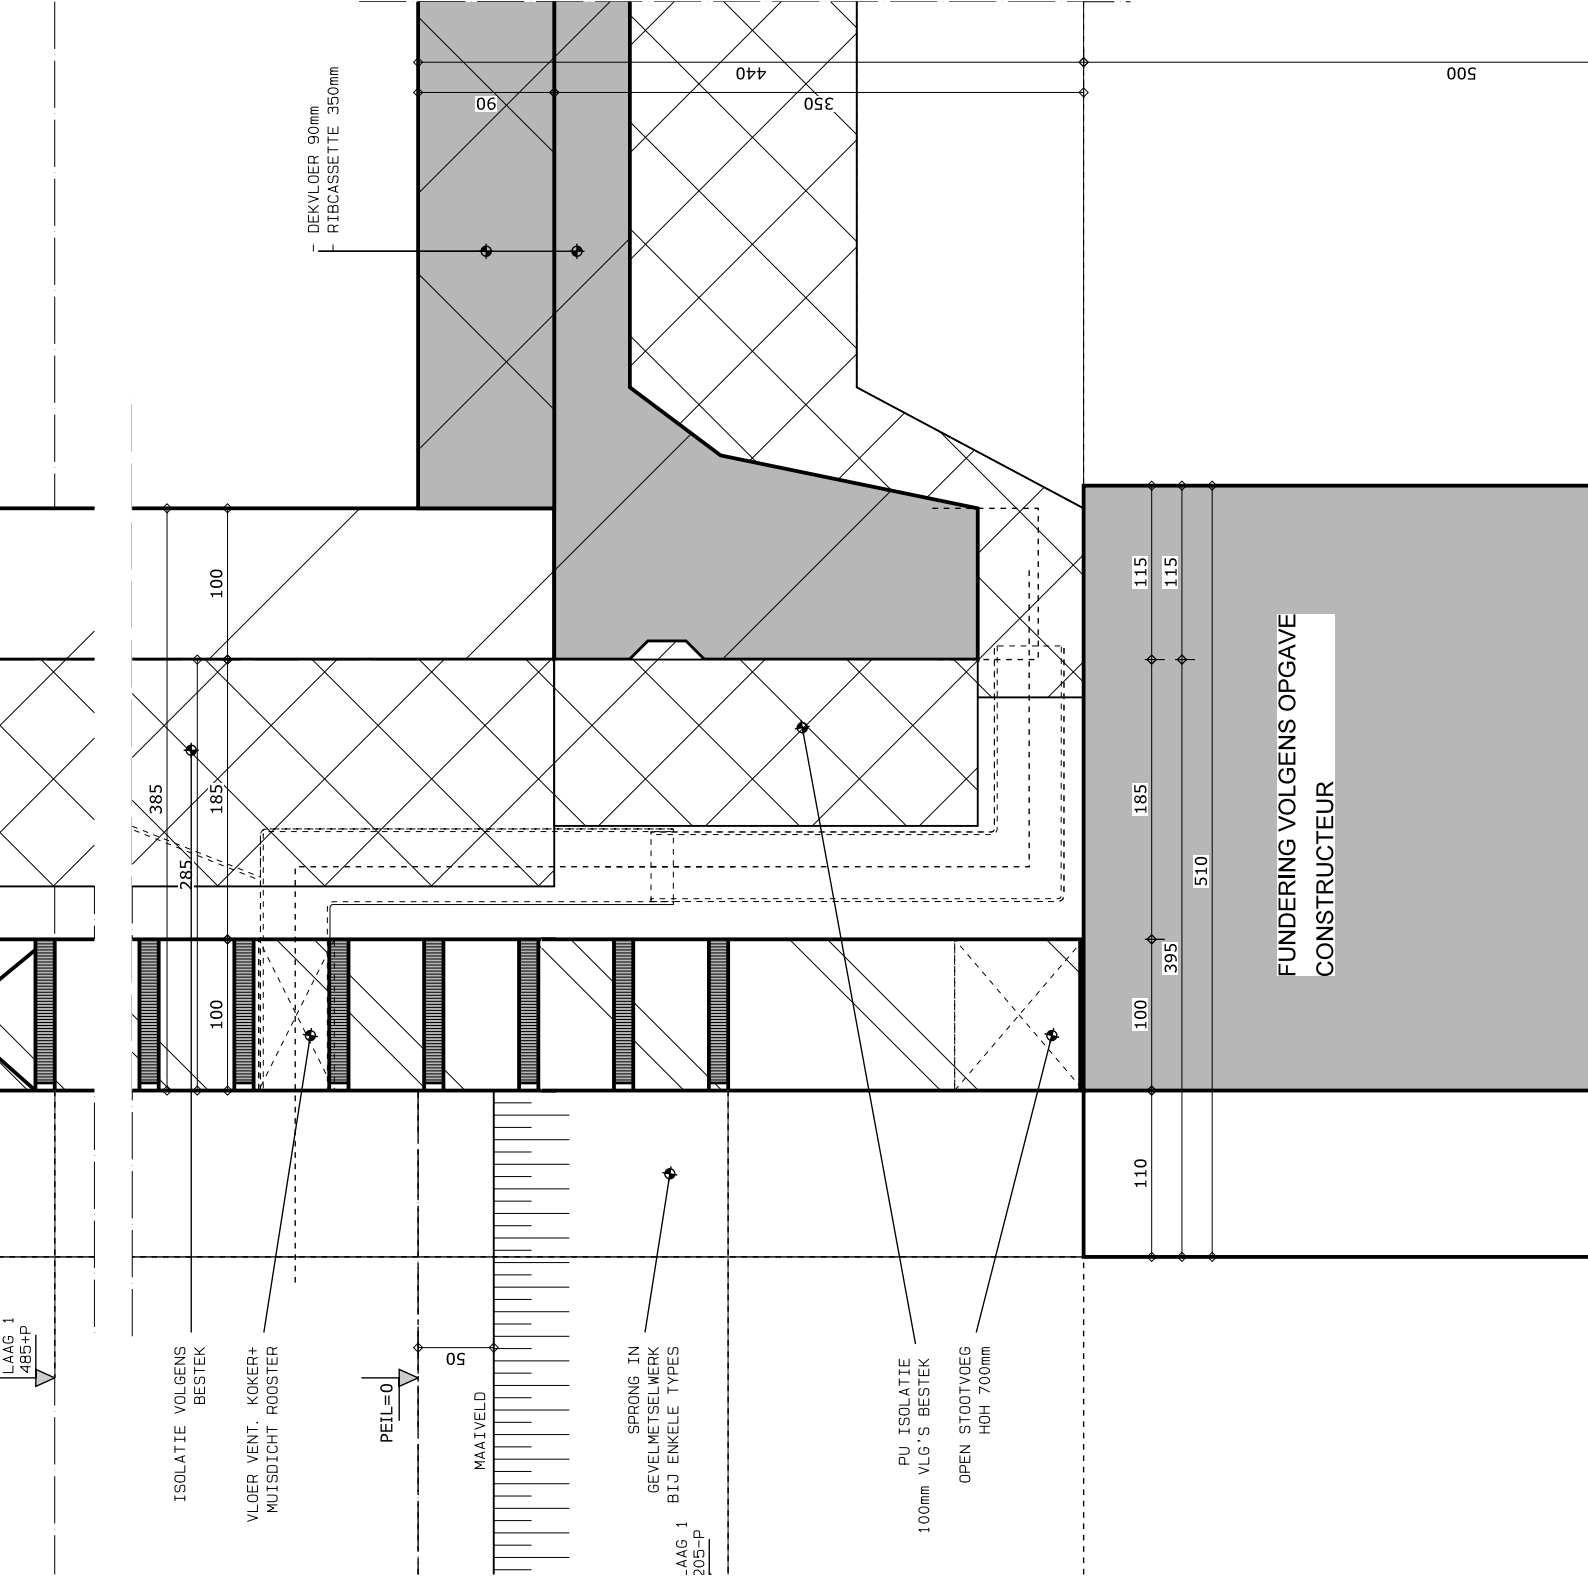 - DEKVLOER 90mm
- RIBCASSETTE 350mm
440
500
90
350
100
385
185
285
100
115
115
185
510
395
100
110
FUNDERING VOLGENS OPGAVE
CONSTRUCTEUR
LAAG 1
485+P
ISOLATIE VOLGENS
BESTEK
VLOER VENT. KOKER+
MUISDICHT ROOSTER
PEIL=0
50
MAAIVELD
SPRONG IN
GEVELMETSELWERK
BIJ ENKELE TYPES
LAAG 1
205-P
PU ISOLATIE
100mm VLG'S BESTEK
OPEN STOOTVOEG
HOH 700mm